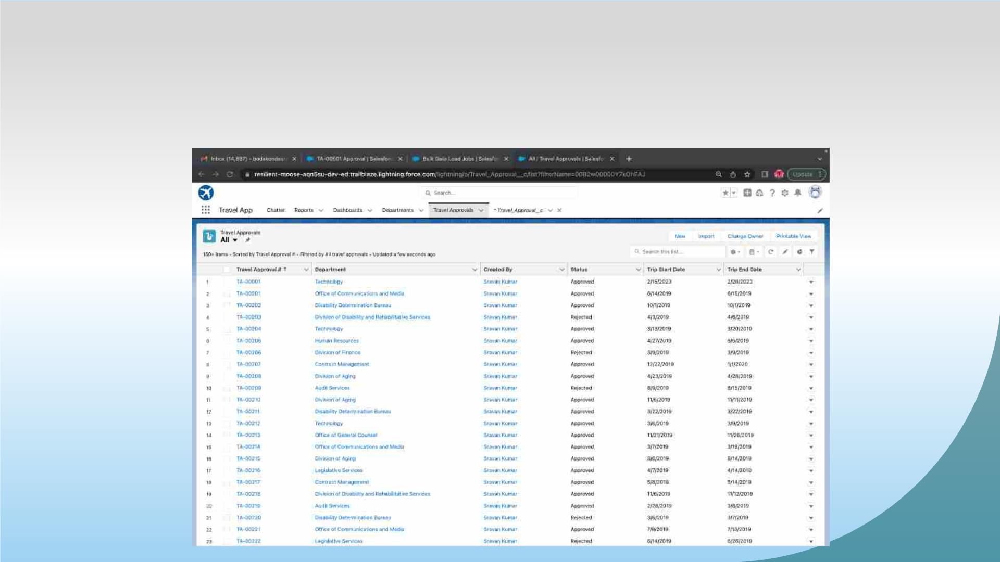 Inbox (14,897) - bodakondasr
TA-00501 Approval | Salesforc
Bulk Data Load Jobs | Salesfo
All | Travel Approvals | Salesfo
resilient-moose-aqn5su-dev-ed.trailblaze.lightning.force.com/lightning/o/Travel_Approval__c/list?filterName=
Update
Search...
Travel App Chatter Reports Dashboards Departments Travel Approvals * Travel_Approval__c
Travel Approvals
All
New Import Change Owner Printable View
150+ items • Sorted by Travel Approval # • Filtered by All travel approvals • Updated a few seconds ago
Search this list...
Travel Approval # ↑ Department Created By Status Trip Start Date Trip End Date
1 TA-00001 Technology Sravan Kumar Approved 2/15/2023 2/28/2023
2 TA-00201 Office of Communications and Media Sravan Kumar Approved 6/14/2019 6/15/2019
3 TA-00202 Disability Determination Bureau Sravan Kumar Approved 10/1/2019 10/1/2019
4 TA-00203 Division of Disability and Rehabilitative Services Sravan Kumar Rejected 4/3/2019 4/6/2019
5 TA-00204 Technology Sravan Kumar Approved 3/13/2019 3/20/2019
6 TA-00205 Human Resources Sravan Kumar Approved 4/27/2019 5/5/2019
7 TA-00206 Division of Finance Sravan Kumar Rejected 3/9/2019 3/9/2019
8 TA-00207 Contract Management Sravan Kumar Approved 12/22/2019 1/1/2020
9 TA-00208 Division of Aging Sravan Kumar Approved 4/23/2019 4/28/2019
10 TA-00209 Audit Services Sravan Kumar Rejected 8/9/2019 8/15/2019
11 TA-00210 Division of Aging Sravan Kumar Approved 11/5/2019 11/11/2019
12 TA-00211 Disability Determination Bureau Sravan Kumar Approved 3/22/2019 3/22/2019
13 TA-00212 Technology Sravan Kumar Approved 3/6/2019 3/9/2019
14 TA-00213 Office of General Counsel Sravan Kumar Approved 11/21/2019 11/26/2019
15 TA-00214 Office of Communications and Media Sravan Kumar Approved 3/7/2019 3/19/2019
16 TA-00215 Division of Aging Sravan Kumar Approved 8/6/2019 8/14/2019
17 TA-00216 Legislative Services Sravan Kumar Approved 4/7/2019 4/14/2019
18 TA-00217 Contract Management Sravan Kumar Approved 5/8/2019 5/14/2019
19 TA-00218 Division of Disability and Rehabilitative Services Sravan Kumar Approved 11/6/2019 11/12/2019
20 TA-00219 Audit Services Sravan Kumar Approved 2/28/2019 3/6/2019
21 TA-00220 Disability Determination Bureau Sravan Kumar Rejected 3/6/2019 3/7/2019
22 TA-00221 Office of Communications and Media Sravan Kumar Approved 7/9/2019 7/13/2019
23 TA-00222 Legislative Services Sravan Kumar Rejected 6/14/2019 6/26/2019